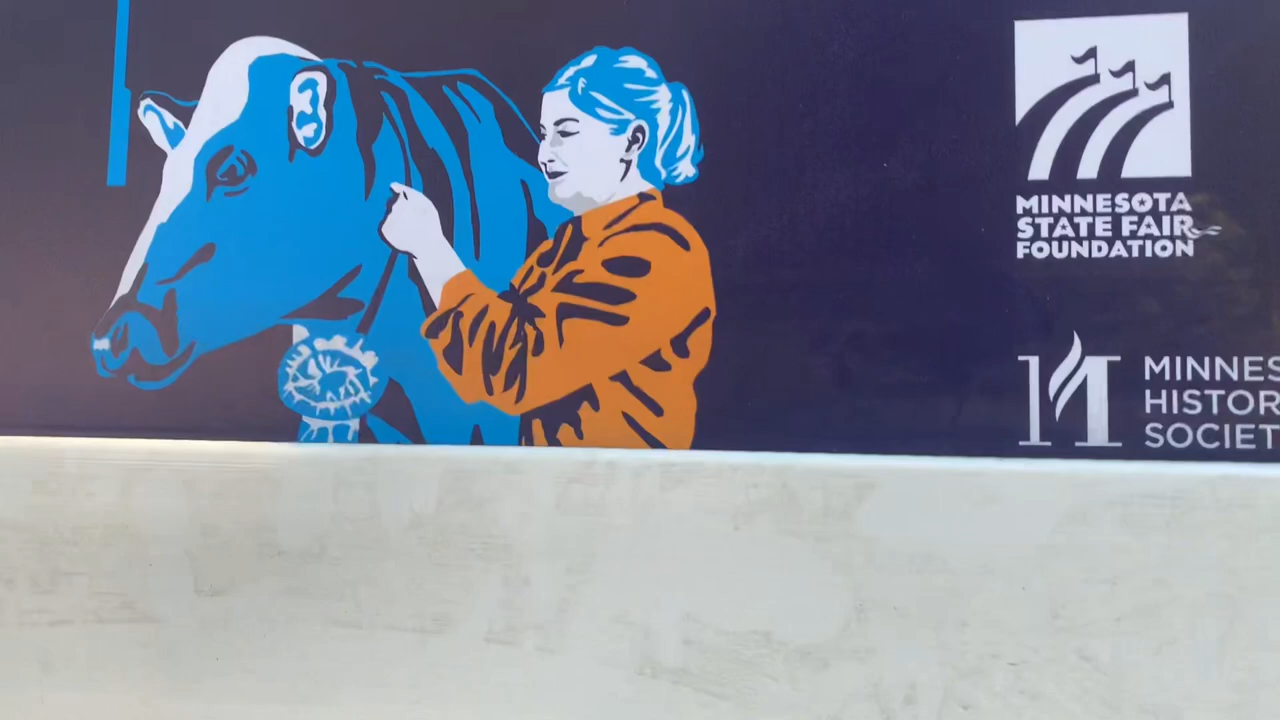 MINNESOTA
STATE FAIR
FOUNDATION
MINNES
HISTOR
SOCIET